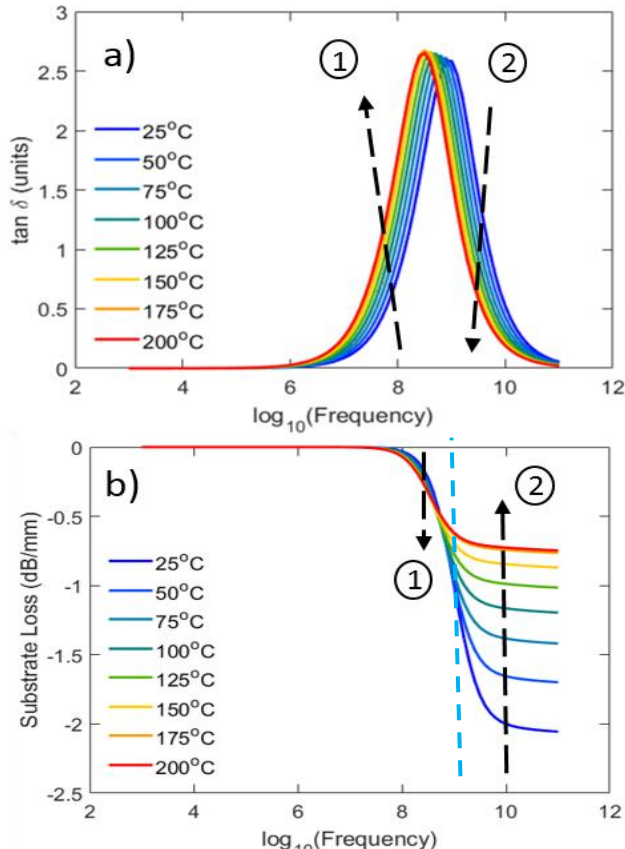 3
a)
①
②
2.5
2
1.5
1
0.5
0
tan δ (units)
25°C
50°C
75°C
100°C
125°C
150°C
175°C
200°C
2 4 6 8 10 12
log10(Frequency)
0
b)
②
-0.5
①
-1
-1.5
-2
-2.5
Substrate Loss (dB/mm)
25°C
50°C
75°C
100°C
125°C
150°C
175°C
200°C
2 4 6 8 10 12
log10(Frequency)